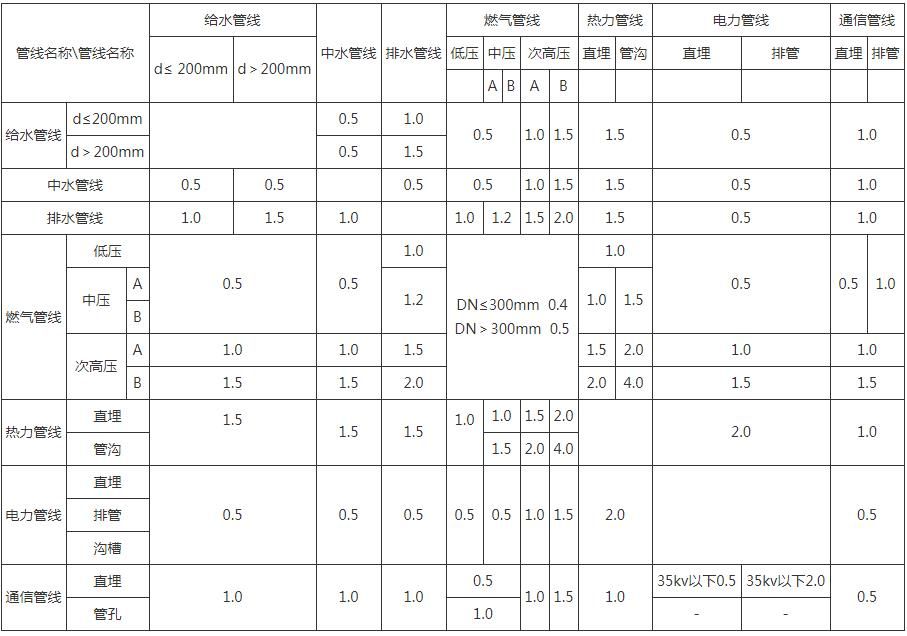 管线名称\管线名称 给水管线 中水管线 排水管线 燃气管线 热力管线 电力管线 通信管线
d≤ 200mm d＞200mm 低压 中压 次高压 直埋 管沟 直埋 排管 直埋 排管
A B A B
给水管线 d≤200mm 0.5 1.0 0.5 1.0 1.5 1.5 0.5 1.0
d＞200mm 0.5 1.5
中水管线 0.5 0.5 0.5 0.5 1.0 1.5 1.5 0.5 1.0
排水管线 1.0 1.5 1.0 1.0 1.2 1.5 2.0 1.5 0.5 1.0
燃气管线 低压 0.5 0.5 1.0 DN≤300mm 0.4 1.0 0.5 0.5 1.0
DN＞300mm 0.5
中压 A 1.2 1.0 1.5
B
次高压 A 1.0 1.0 1.5 1.5 2.0 1.0 1.0
B 1.5 1.5 2.0 2.0 4.0 1.5 1.5
热力管线 直埋 1.5 1.5 1.5 1.0 1.0 1.5 2.0 2.0 1.0
管沟 1.5 2.0 4.0
电力管线 直埋
排管 0.5 0.5 0.5 0.5 0.5 1.0 1.5 2.0 0.5
沟槽
通信管线 直埋 1.0 1.0 1.0 0.5 1.0 1.5 1.0 35kv以下0.5 35kv以下2.0 0.5
管孔 1.0 - -